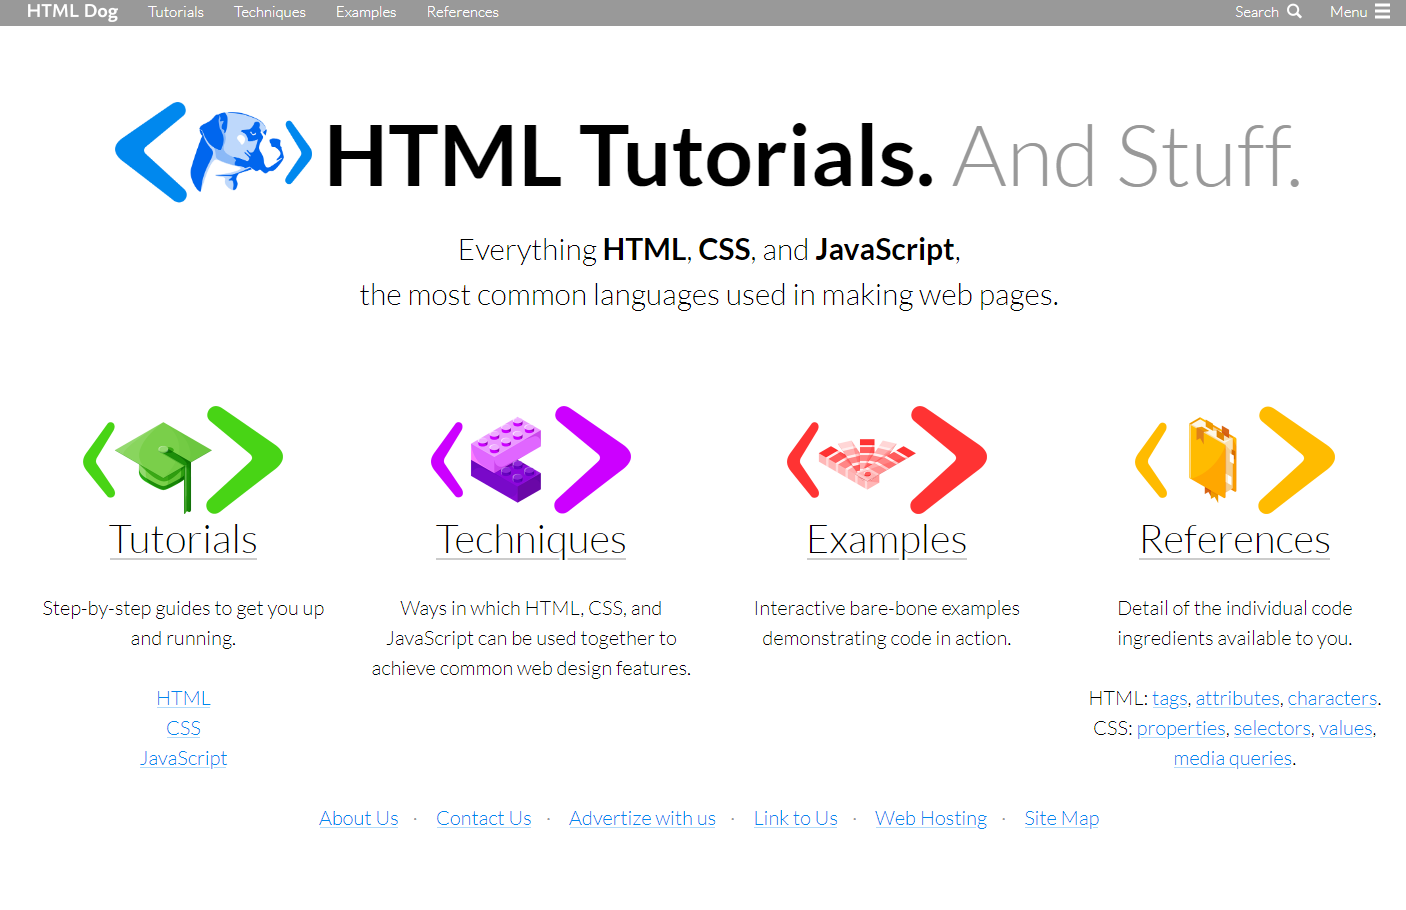 HTML Dog Tutorials Techniques Examples References Search Menu
HTML Tutorials. And Stuff.
Everything HTML, CSS, and JavaScript,
the most common languages used in making web pages.
Tutorials
Step-by-step guides to get you up
and running.
HTML
CSS
JavaScript
Techniques
Ways in which HTML, CSS, and
JavaScript can be used together to
achieve common web design features.
Examples
Interactive bare-bone examples
demonstrating code in action.
References
Detail of the individual code
ingredients available to you.
HTML: tags, attributes, characters.
CSS: properties, selectors, values,
media queries.
About Us · Contact Us · Advertize with us · Link to Us · Web Hosting · Site Map